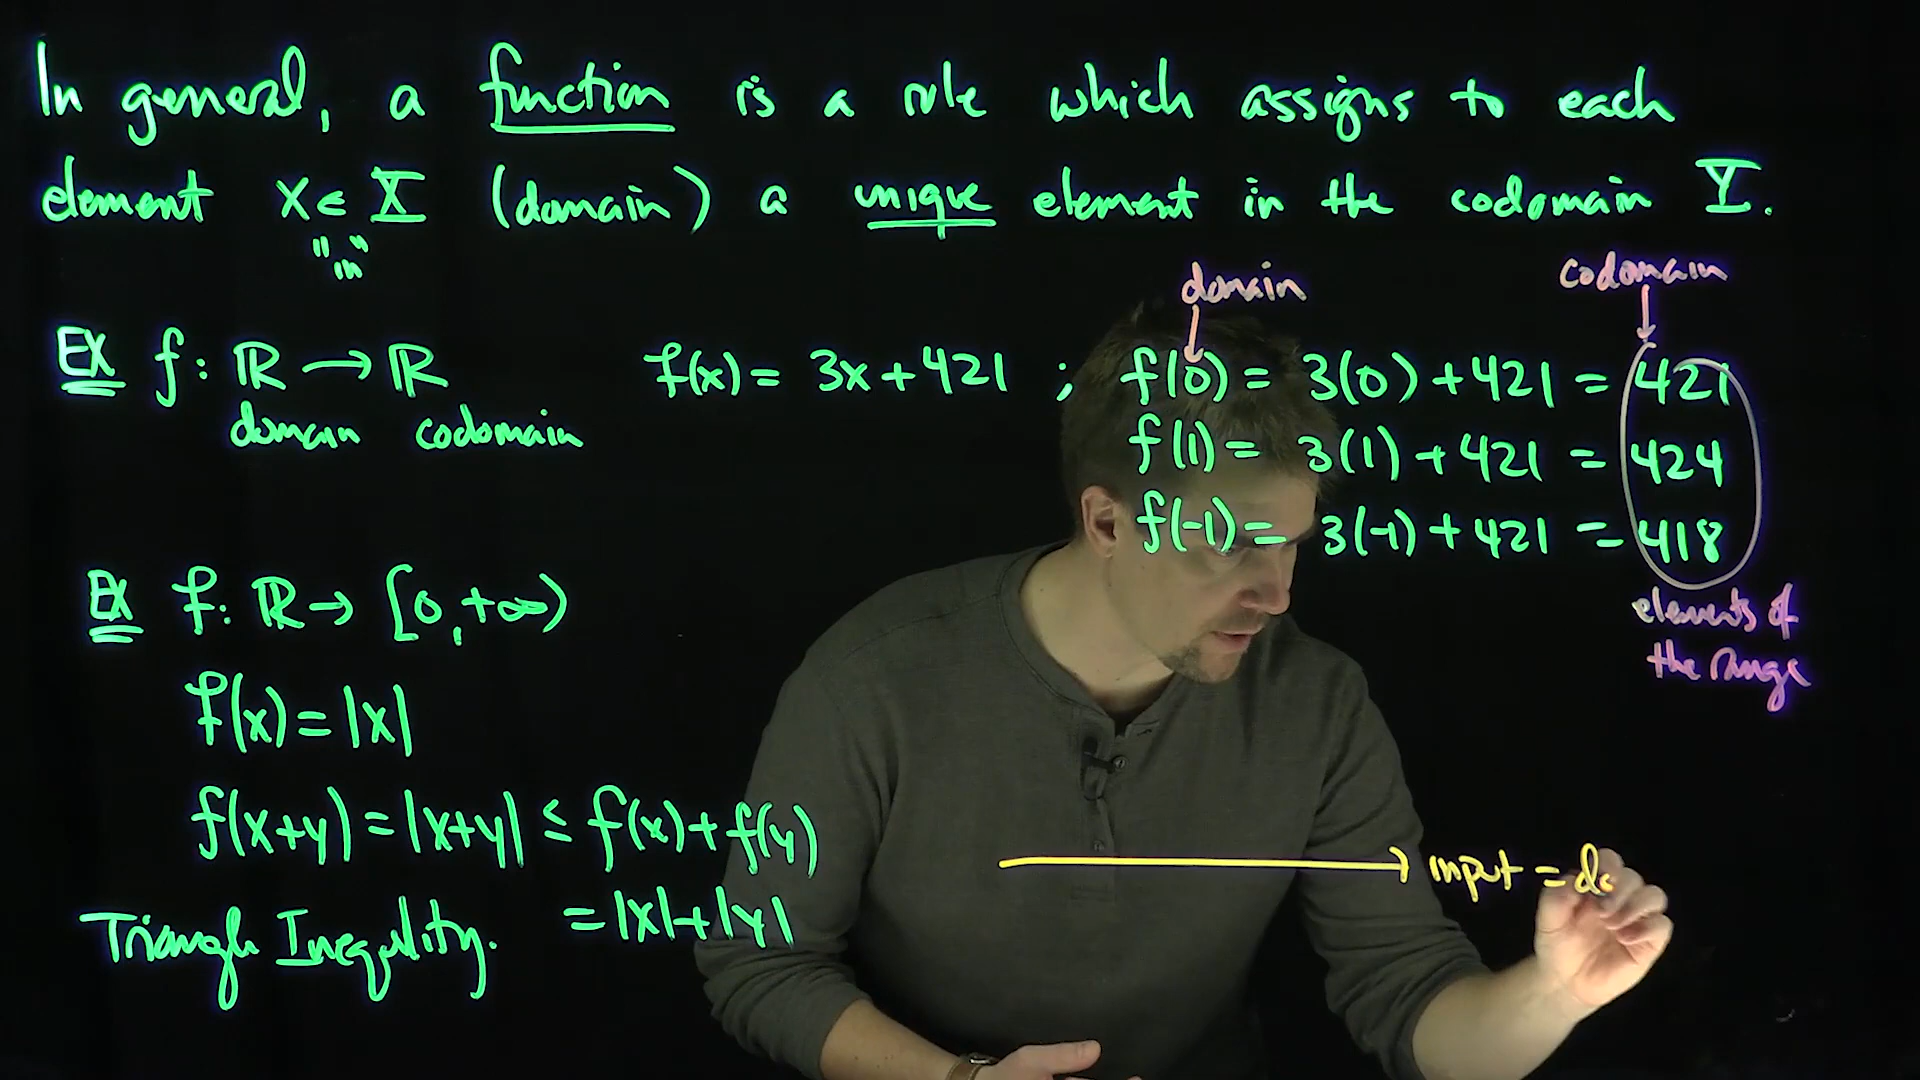 In general, a function is a rule which assigns to each
element x ∈ X (domain) a unique element in the codomain Y.
"in"
domain
codomain
EX f: ℝ → ℝ f(x) = 3x + 421 ; f(0) = 3(0) + 421 = 421
domain codomain
f(1) = 3(1) + 421 = 424
f(-1) = 3(-1) + 421 = 418
elements of
the range
EX f: ℝ → [0, +∞)
f(x) = |x|
f(x+y) = |x+y| ≤ f(x) + f(y)
= |x| + |y|
Triangle Inequality.
input = do